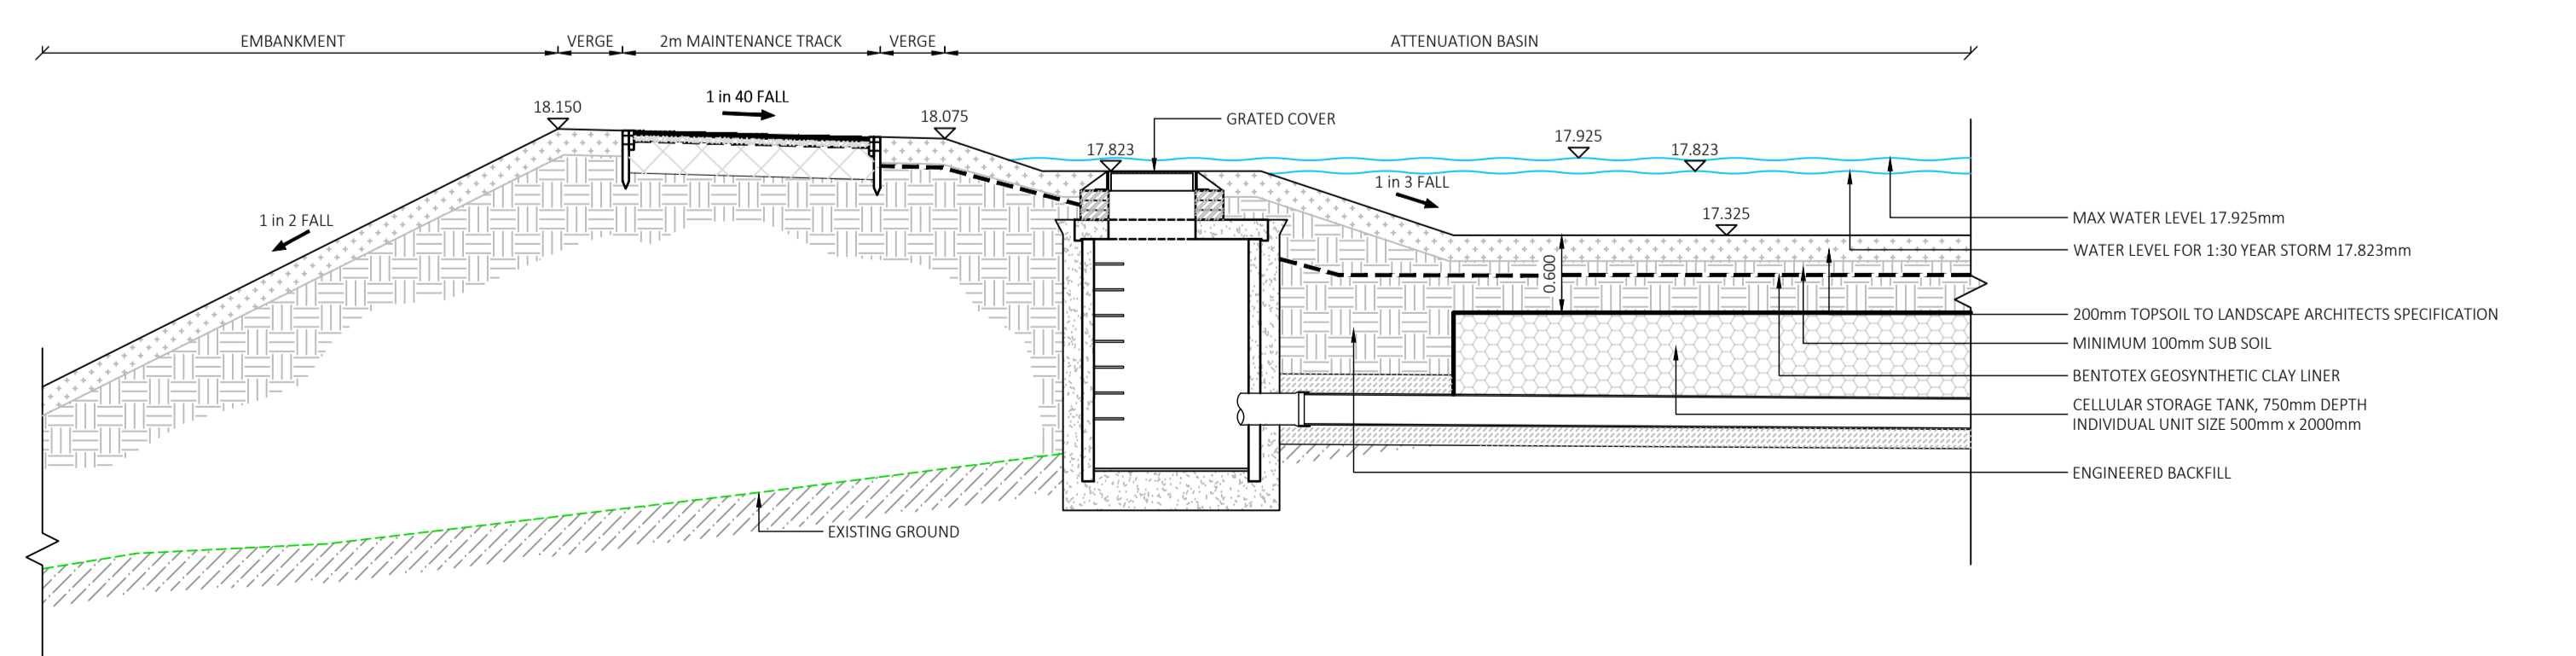 EMBANKMENT
VERGE
2m MAINTENANCE TRACK
VERGE
ATTENUATION BASIN
18.150
1 in 40 FALL
18.075
GRATED COVER
17.823
17.925
17.823
1 in 3 FALL
1 in 2 FALL
17.325
0.600
MAX WATER LEVEL 17.925mm
WATER LEVEL FOR 1:30 YEAR STORM 17.823mm
200mm TOPSOIL TO LANDSCAPE ARCHITECTS SPECIFICATION
MINIMUM 100mm SUB SOIL
BENTOTEX GEOSYNTHETIC CLAY LINER
CELLULAR STORAGE TANK, 750mm DEPTH
INDIVIDUAL UNIT SIZE 500mm x 2000mm
ENGINEERED BACKFILL
EXISTING GROUND